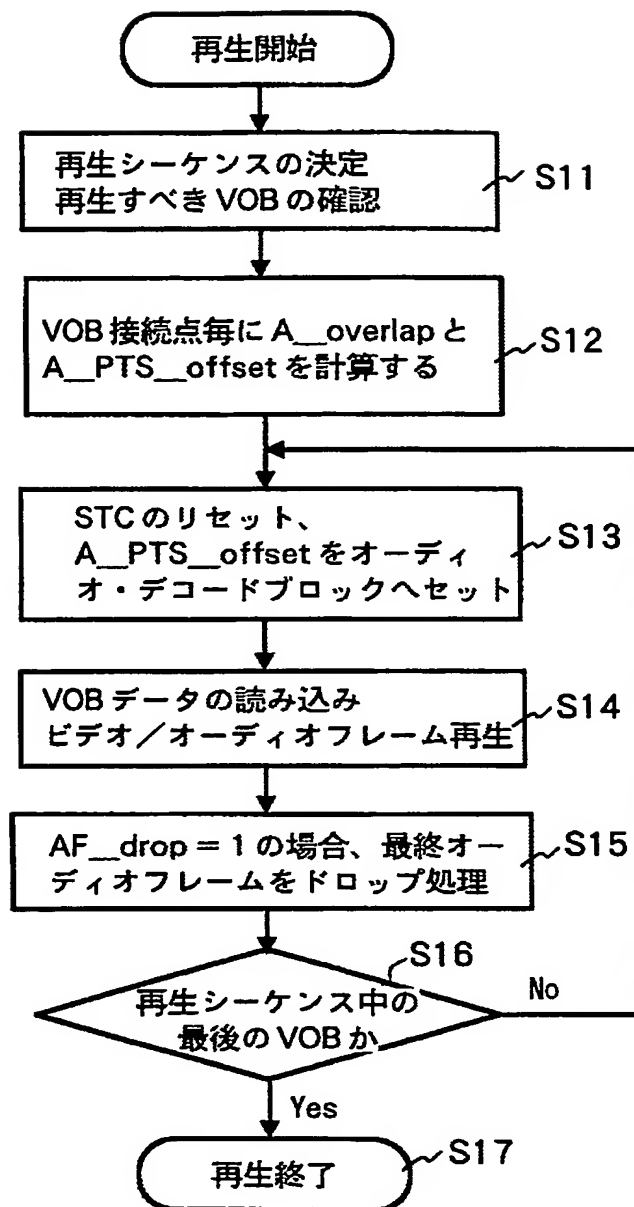 再生開始
再生シーケンスの決定
再生すべきVOBの確認
S11
VOB接続点毎にA__overlapと
A__PTS__offsetを計算する
S12
STCのリセット、
A__PTS__offsetをオーディ
オ・デコードブロックへセット
S13
VOBデータの読み込み
ビデオ／オーディオフレーム再生
S14
AF__drop = 1の場合、最終オー
ディオフレームをドロップ処理
S15
S16
再生シーケンス中の
最後のVOBか
No
Yes
再生終了
S17